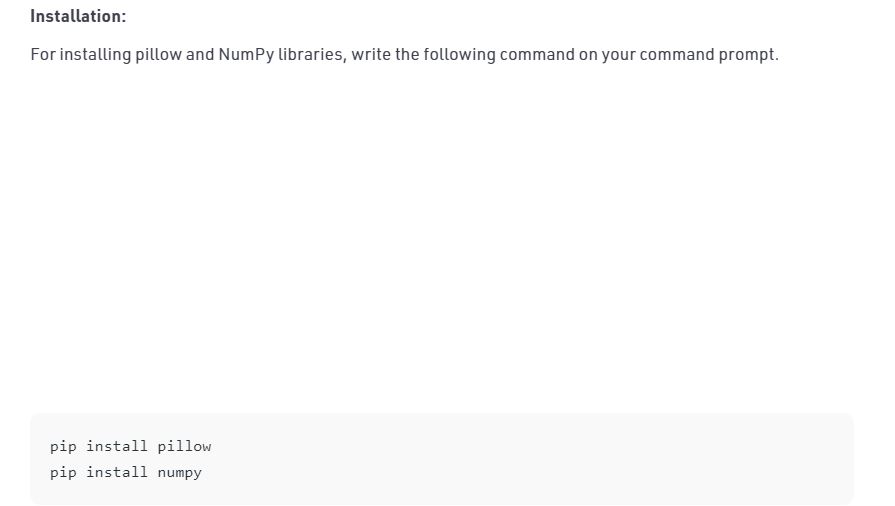 Installation:
For installing pillow and NumPy libraries, write the following command on your command prompt.
pip install pillow
pip install numpy